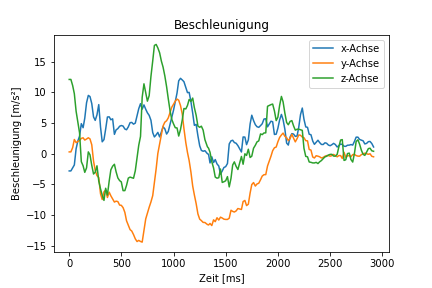 Beschleunigung
Beschleunigung [m/s²]
15
10
5
0
−5
−10
−15
x-Achse
y-Achse
z-Achse
0
500
1000
1500
2000
2500
3000
Zeit [ms]